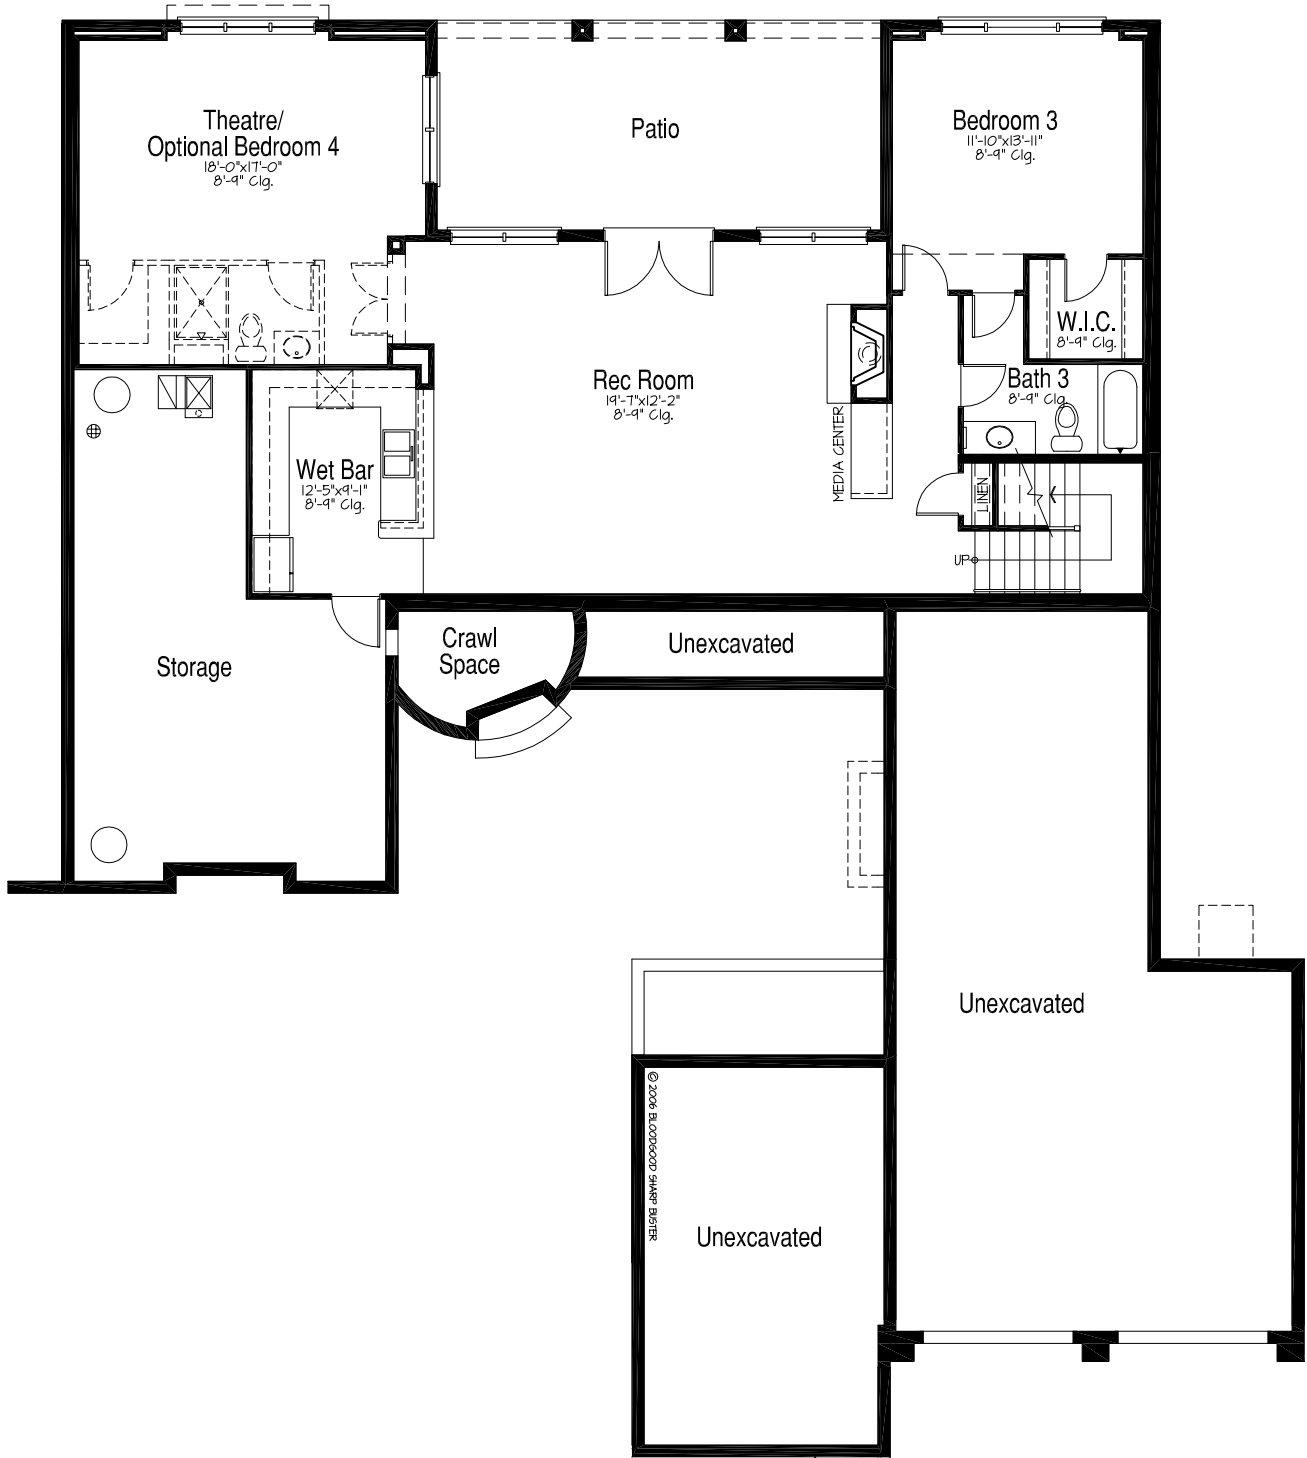 Theatre/
Optional Bedroom 4
18'-0"x17'-0"
8'-9" Clg.
Patio
Bedroom 3
11'-10"x13'-11"
8'-9" Clg.
W.I.C.
8'-9" Clg.
Rec Room
19'-7"x12'-2"
8'-9" Clg.
Bath 3
8'-9" Clg.
MEDIA CENTER
Wet Bar
12'-5"x9'-1"
8'-9" Clg.
LINEN
UP
Crawl
Space
Unexcavated
Storage
Unexcavated
© 2006 BLOODGOOD SHARP BUSTER
Unexcavated